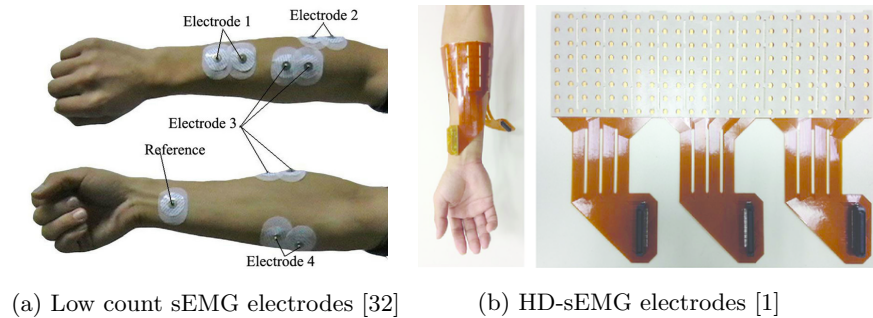 Electrode 1
Electrode 2
Electrode 3
Reference
Electrode 4
(a) Low count sEMG electrodes [32]
(b) HD-sEMG electrodes [1]